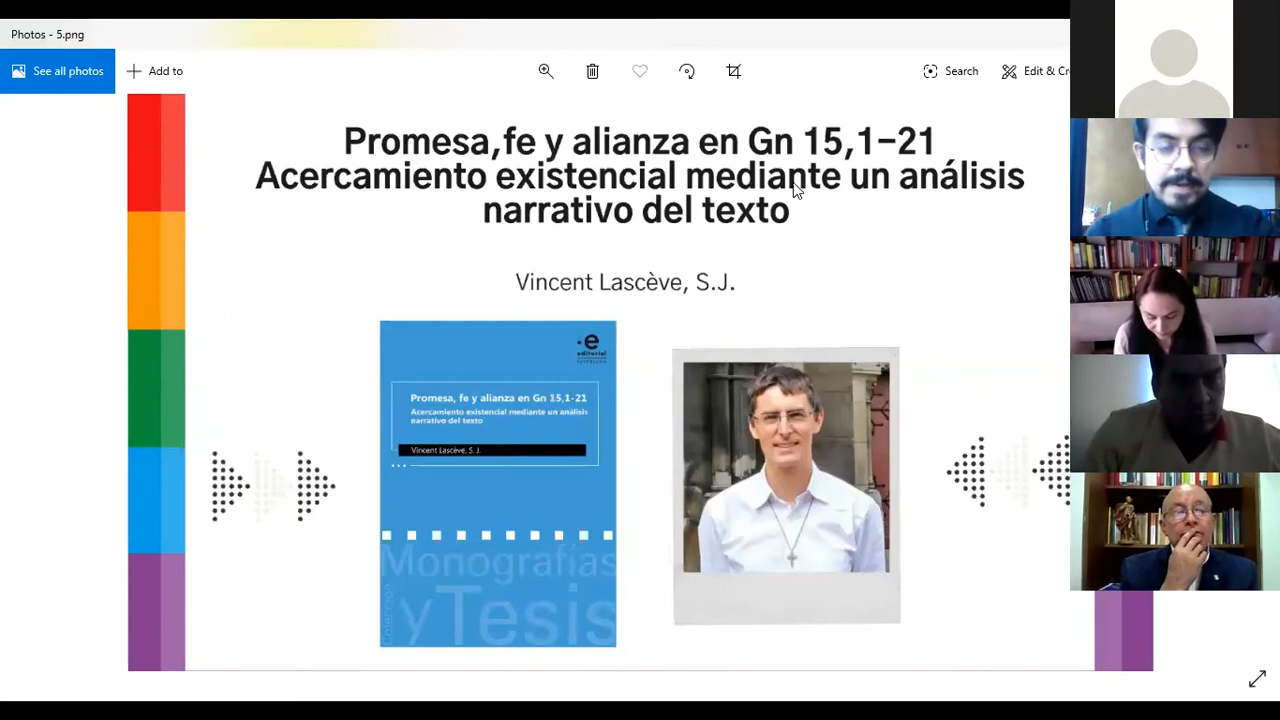 Photos - 5.png
See all photos
Add to
Search
Edit & Cr
Promesa,fe y alianza en Gn 15,1-21
Acercamiento existencial mediante un análisis
narrativo del texto
Vincent Lascève, S.J.
e
editorial
Promesa, fe y alianza en Gn 15,1-21
Acercamiento existencial mediante un análisis
narrativo del texto
Vincent Lascève, S. J.
Colección
Monografías
y Tesis